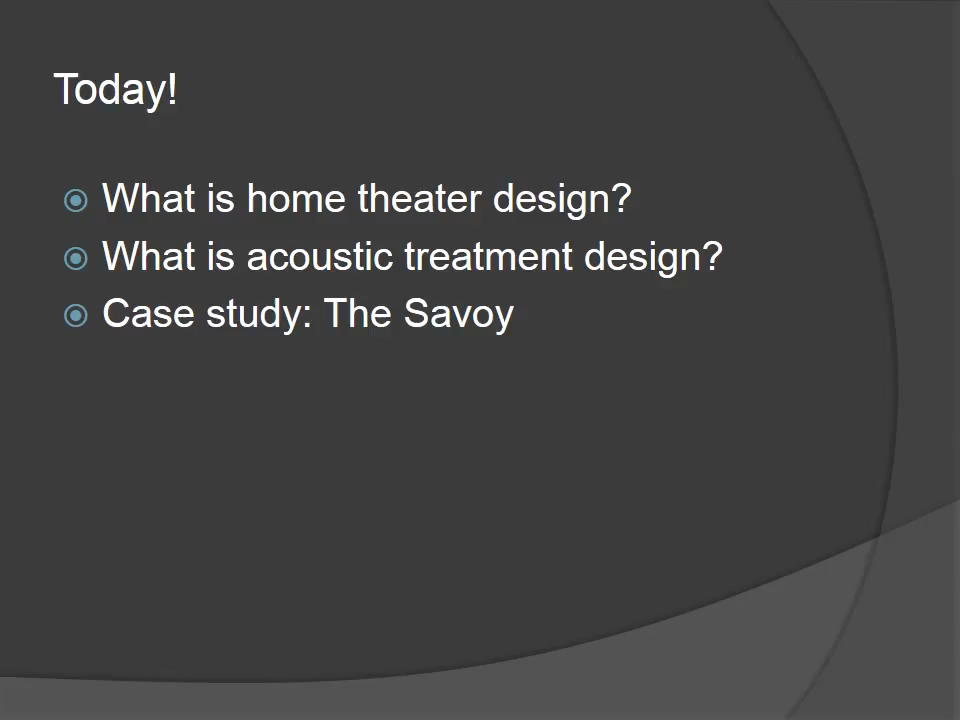 Today!
What is home theater design?
What is acoustic treatment design?
Case study: The Savoy